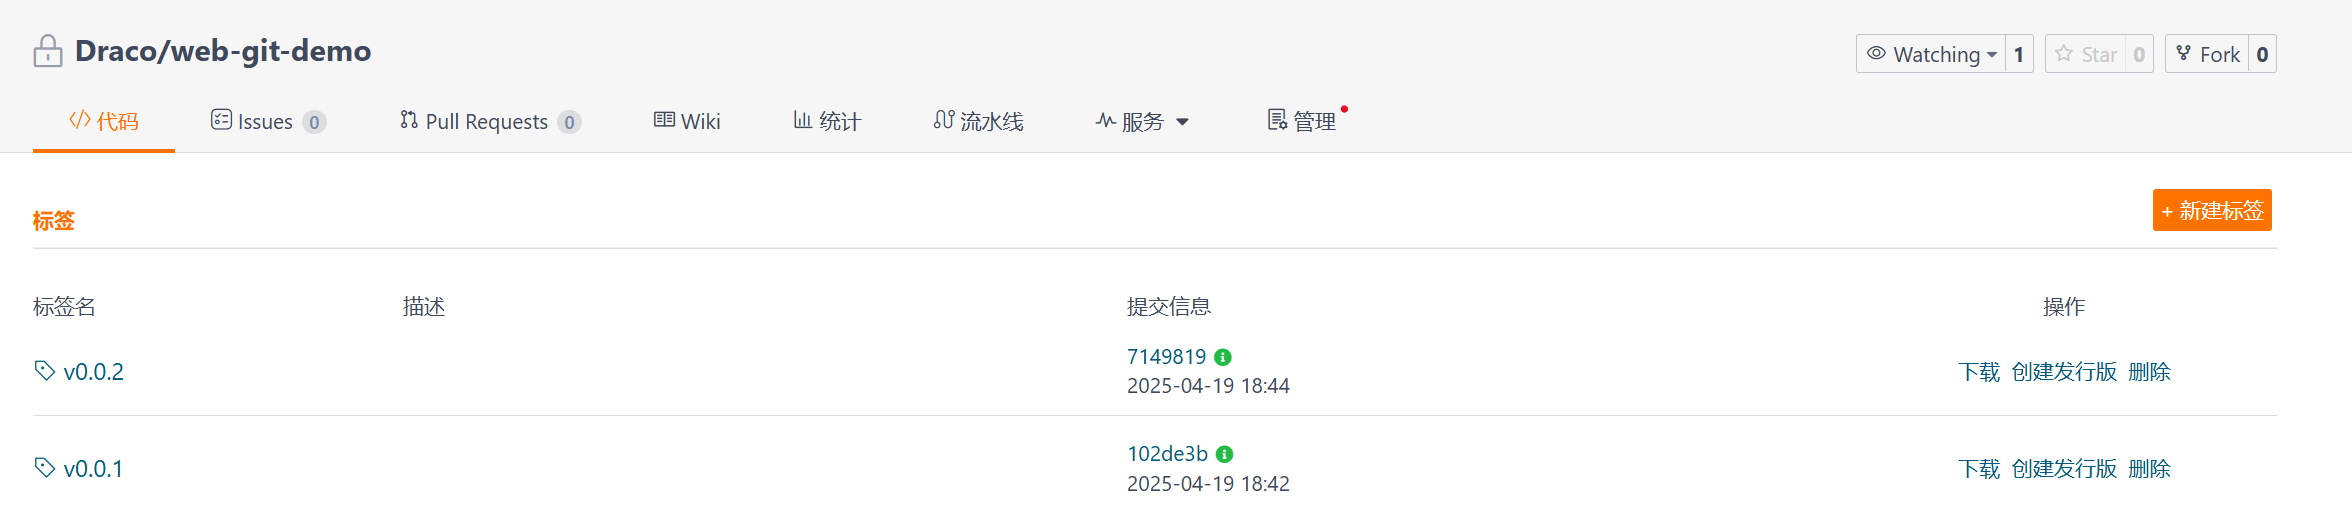 Draco/web-git-demo
Watching 1 Star 0 Fork 0
代码 Issues 0 Pull Requests 0 Wiki 统计 流水线 服务 管理
标签
+ 新建标签
标签名 描述 提交信息 操作
v0.0.2
7149819
2025-04-19 18:44
下载 创建发行版 删除
v0.0.1
102de3b
2025-04-19 18:42
下载 创建发行版 删除